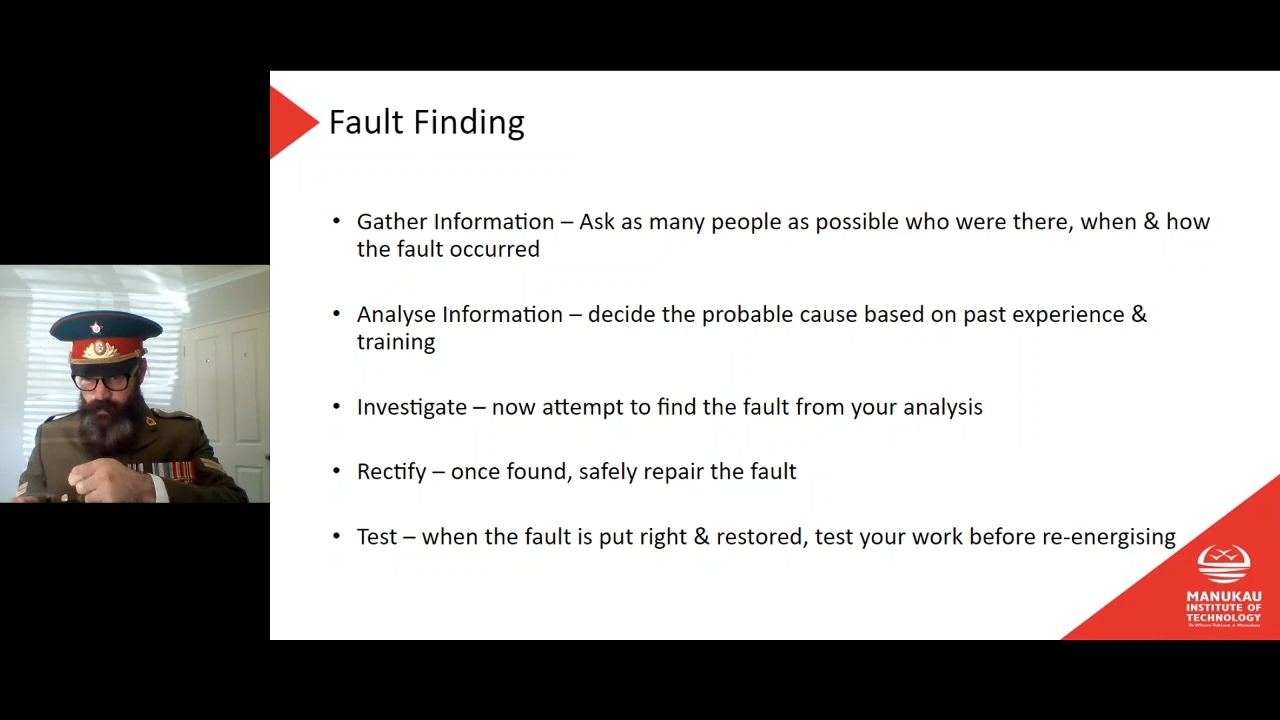 Fault Finding
• Gather Information – Ask as many people as possible who were there, when & how
the fault occurred
• Analyse Information – decide the probable cause based on past experience &
training
• Investigate – now attempt to find the fault from your analysis
• Rectify – once found, safely repair the fault
• Test – when the fault is put right & restored, test your work before re-energising
MANUKAU
INSTITUTE OF
TECHNOLOGY